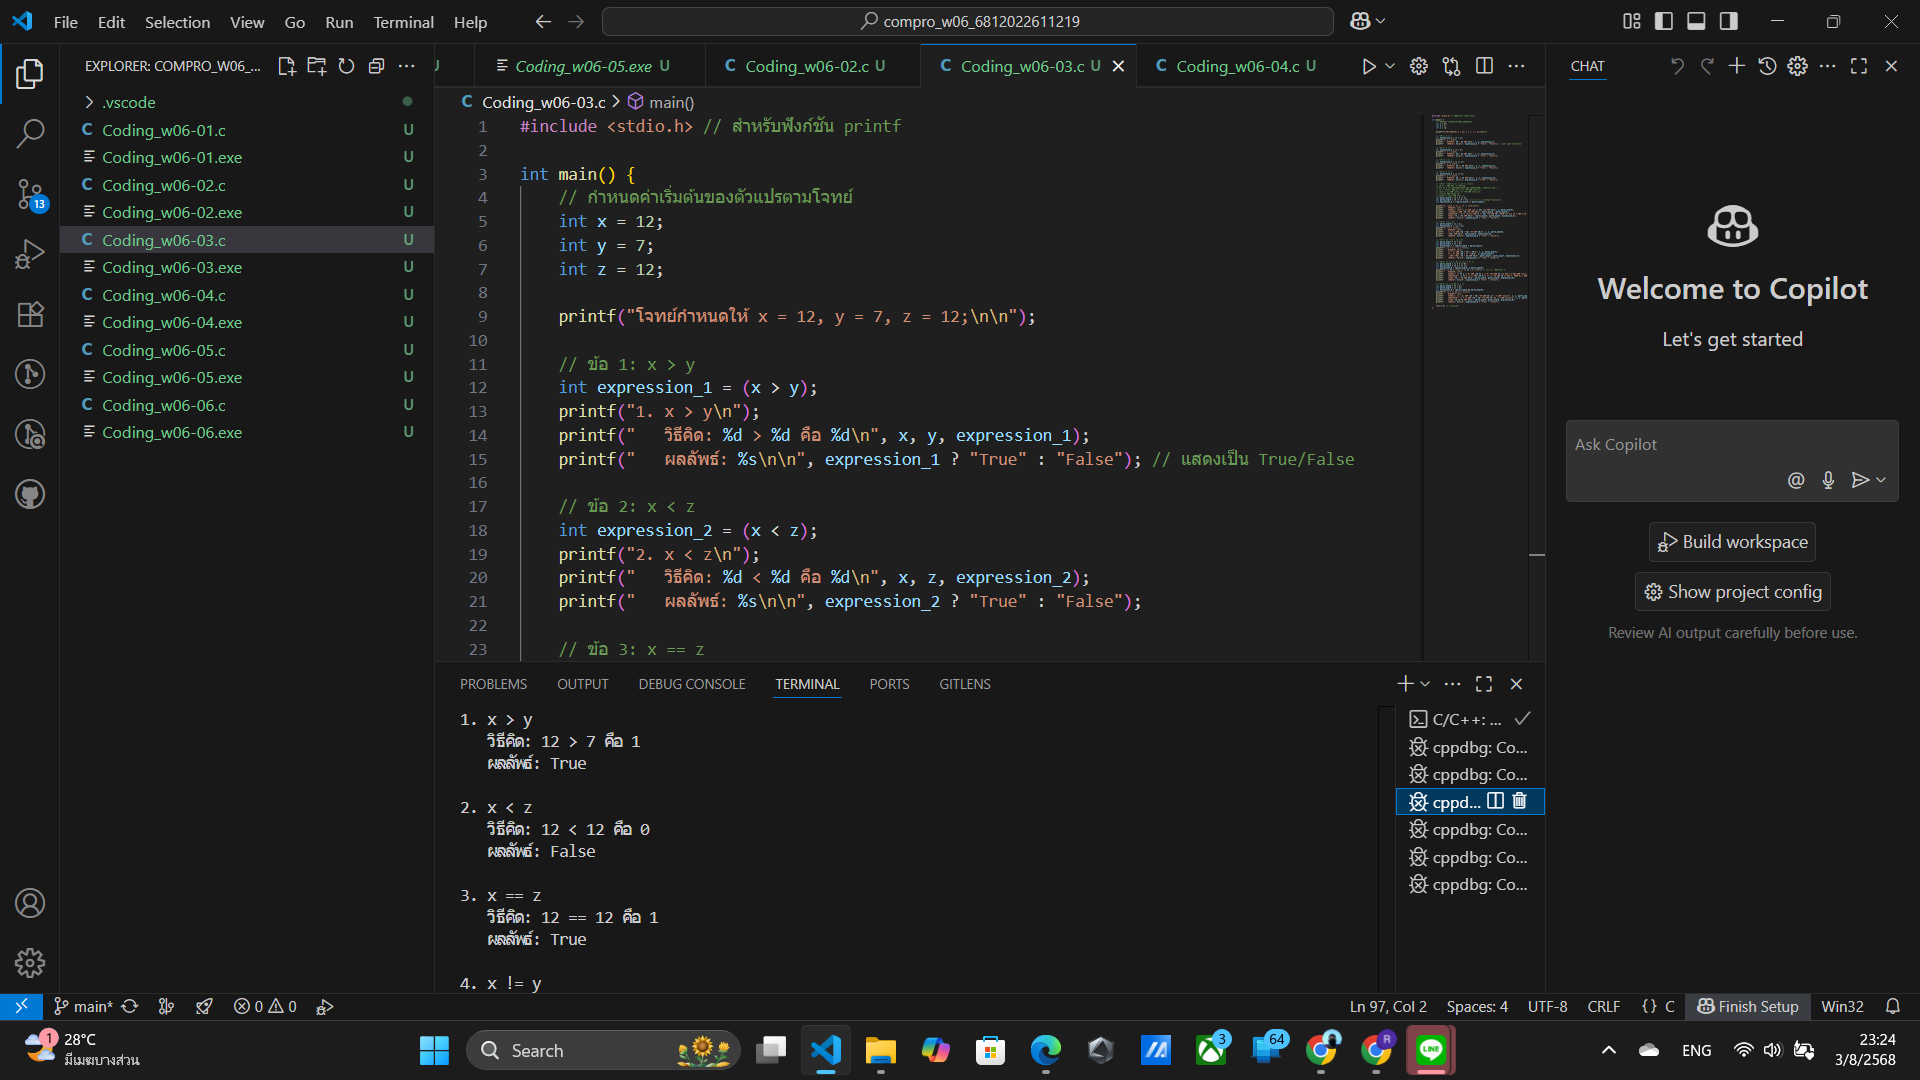 File Edit Selection View Go Run Terminal Help
compro_w06_6812022611219
EXPLORER: COMPRO_W06_...
.vscode
C Coding_w06-01.c U
Coding_w06-01.exe U
C Coding_w06-02.c U
Coding_w06-02.exe U
C Coding_w06-03.c U
Coding_w06-03.exe U
C Coding_w06-04.c U
Coding_w06-04.exe U
C Coding_w06-05.c U
Coding_w06-05.exe U
C Coding_w06-06.c U
Coding_w06-06.exe U
13
U Coding_w06-05.exe U C Coding_w06-02.c U C Coding_w06-03.c U C Coding_w06-04.c U
C Coding_w06-03.c > main()
1 #include <stdio.h> // สำหรับฟังก์ชัน printf
2
3 int main() {
4 // กำหนดค่าเริ่มต้นของตัวแปรตามโจทย์
5 int x = 12;
6 int y = 7;
7 int z = 12;
8
9 printf("โจทย์กำหนดให้ x = 12, y = 7, z = 12;\n\n");
10
11 // ข้อ 1: x > y
12 int expression_1 = (x > y);
13 printf("1. x > y\n");
14 printf("   วิธีคิด: %d > %d คือ %d\n", x, y, expression_1);
15 printf("   ผลลัพธ์: %s\n\n", expression_1 ? "True" : "False"); // แสดงเป็น True/False
16
17 // ข้อ 2: x < z
18 int expression_2 = (x < z);
19 printf("2. x < z\n");
20 printf("   วิธีคิด: %d < %d คือ %d\n", x, z, expression_2);
21 printf("   ผลลัพธ์: %s\n\n", expression_2 ? "True" : "False");
22
23 // ข้อ 3: x == z
PROBLEMS OUTPUT DEBUG CONSOLE TERMINAL PORTS GITLENS
1. x > y
วิธีคิด: 12 > 7 คือ 1
ผลลัพธ์: True
2. x < z
วิธีคิด: 12 < 12 คือ 0
ผลลัพธ์: False
3. x == z
วิธีคิด: 12 == 12 คือ 1
ผลลัพธ์: True
4. x != y
C/C++: ...
cppdbg: Co...
cppdbg: Co...
cppd...
cppdbg: Co...
cppdbg: Co...
cppdbg: Co...
CHAT
Welcome to Copilot
Let's get started
Ask Copilot
Build workspace
Show project config
Review AI output carefully before use.
main* 0 0
Ln 97, Col 2 Spaces: 4 UTF-8 CRLF {} C Finish Setup Win32
1 28°C
มีเมฆบางส่วน
Search
3
64
R
LINE
ENG
23:24
3/8/2568